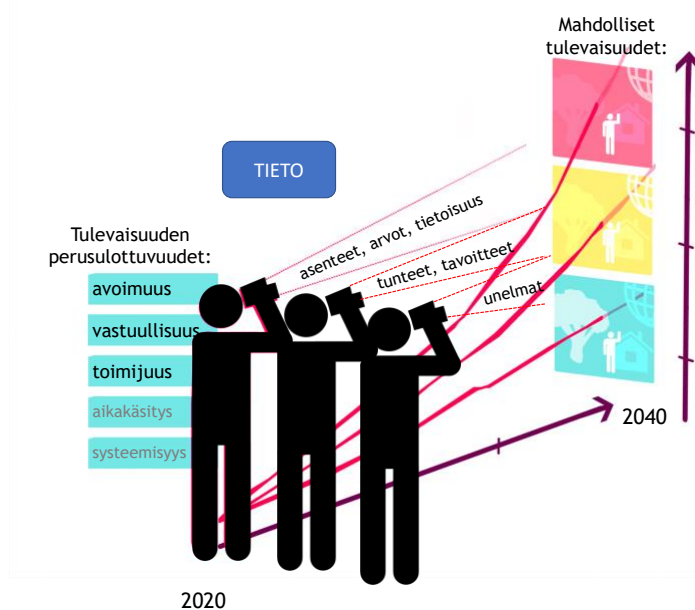 Mahdolliset
tulevaisuudet:
TIETO
asenteet, arvot, tietoisuus
Tulevaisuuden
perusulottuvuudet:
tunteet, tavoitteet
avoimuus
unelmat
vastuullisuus
toimijuus
aikakäsitys
systeemisyys
2040
2020